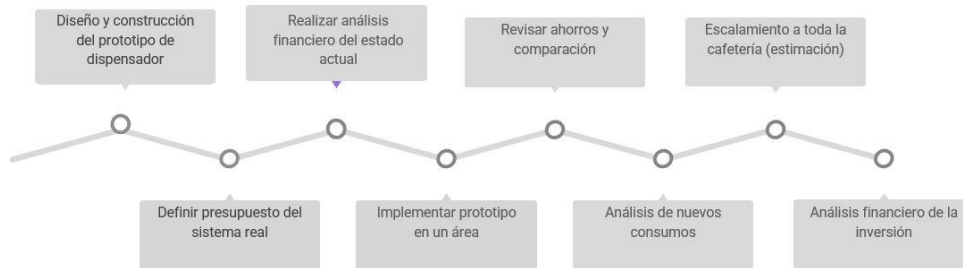 Diseño y construcción
del prototipo de
dispensador
Realizar análisis
financiero del estado
actual
Revisar ahorros y
comparación
Escalamiento a toda la
cafetería (estimación)
Definir presupuesto del
sistema real
Implementar prototipo
en un área
Análisis de nuevos
consumos
Análisis financiero de la
inversión